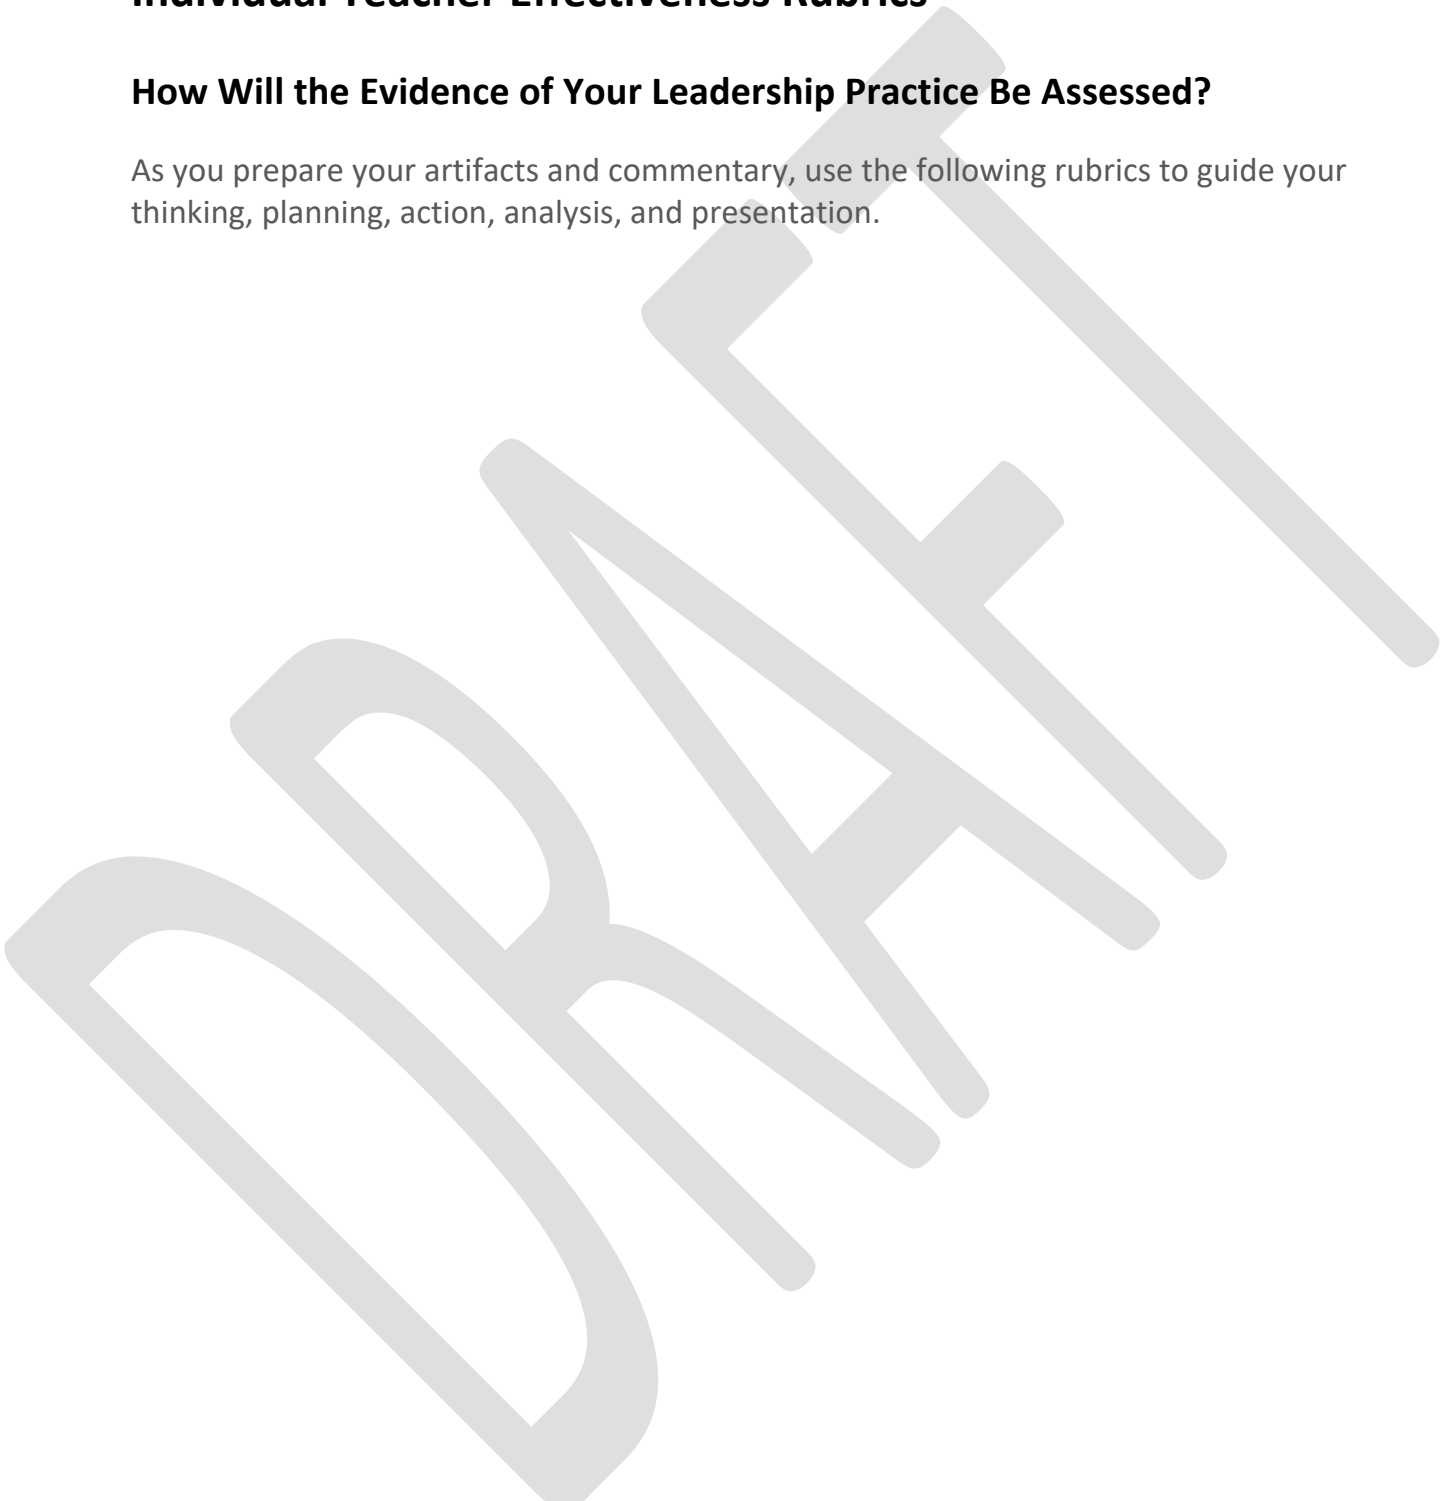 Individual Teacher Effectiveness Rubrics
How Will the Evidence of Your Leadership Practice Be Assessed?
As you prepare your artifacts and commentary, use the following rubrics to guide your
thinking, planning, action, analysis, and presentation.
DRAFT